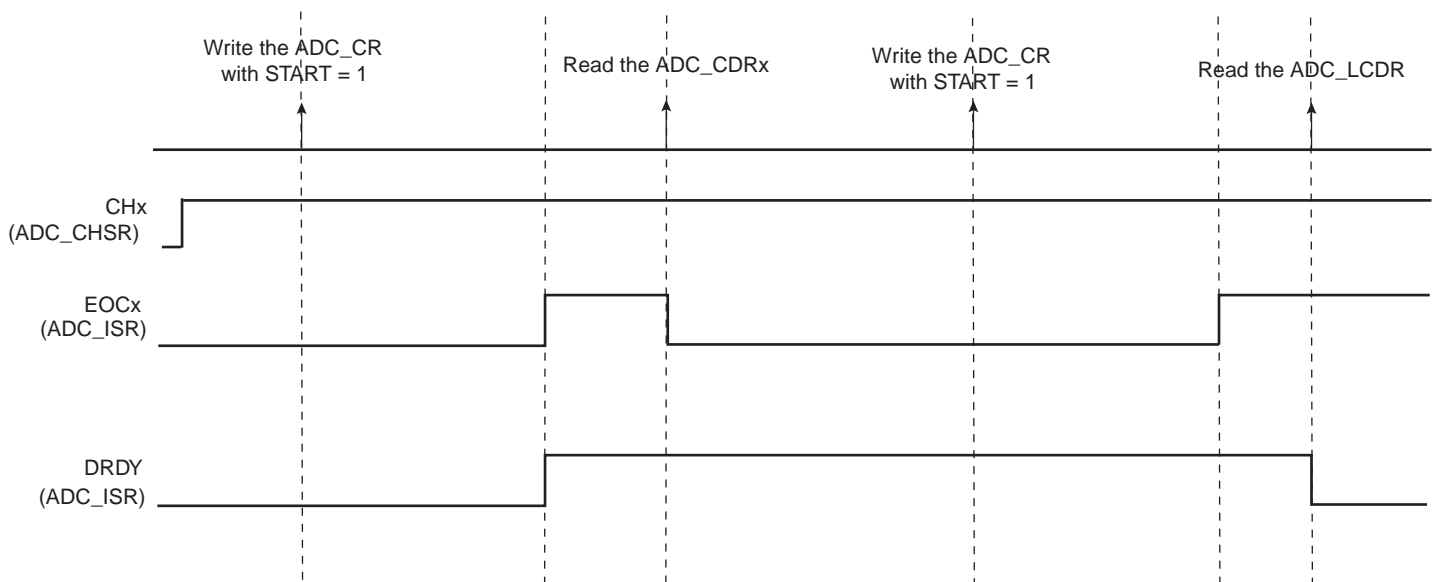 Write the ADC_CR
with START = 1
Read the ADC_CDRx
Write the ADC_CR
with START = 1
Read the ADC_LCDR
CHx
(ADC_CHSR)
EOCx
(ADC_ISR)
DRDY
(ADC_ISR)